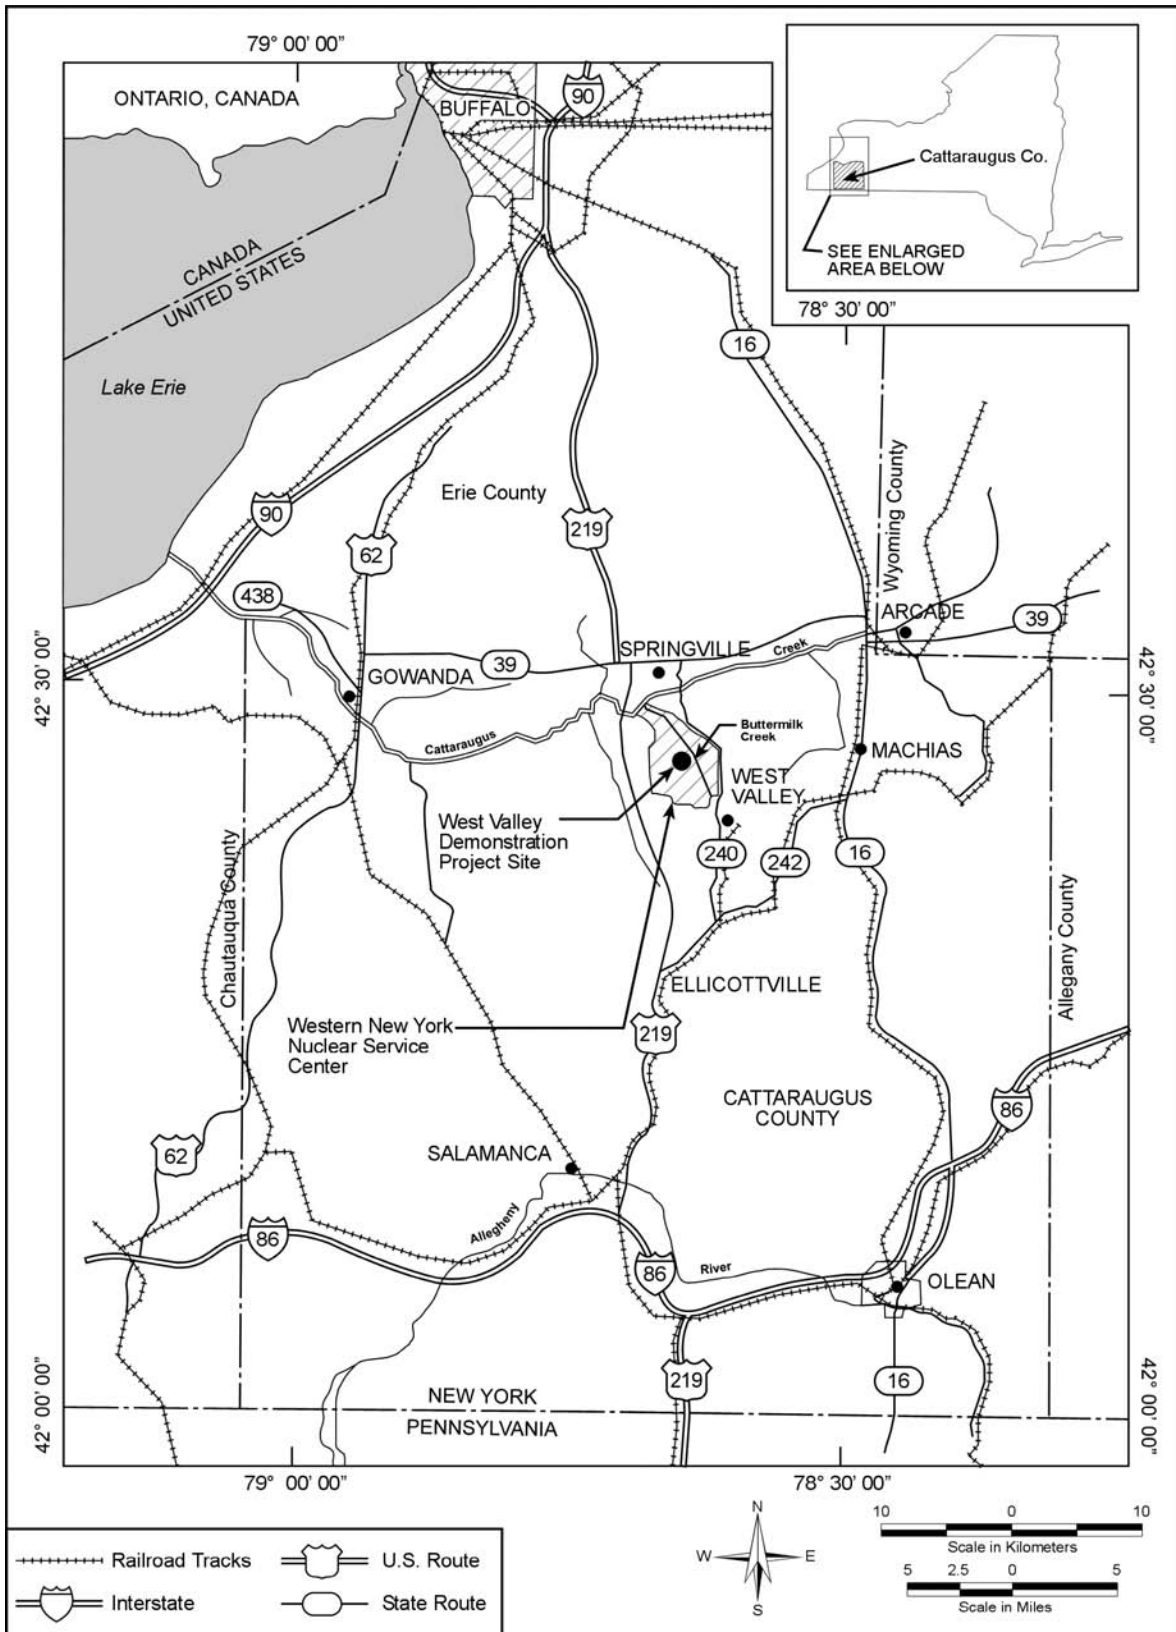 79° 00' 00"
ONTARIO, CANADA
BUFFALO
90
Cattaraugus Co.
SEE ENLARGED
AREA BELOW
CANADA
UNITED STATES
78° 30' 00"
16
Lake Erie
Erie County
90
219
62
Wyoming County
438
ARCADE
39
SPRINGVILLE
Creek
39
GOWANDA
42° 30' 00"
42° 30' 00"
Cattaraugus
Buttermilk
Creek
MACHIAS
WEST
VALLEY
West Valley
Demonstration
Project Site
240
242
16
Chautauqua County
Allegany County
ELLICOTTVILLE
Western New York
Nuclear Service
Center
219
CATTARAUGUS
COUNTY
86
62
SALAMANCA
Allegheny
86
86
River
OLEAN
219
16
NEW YORK
PENNSYLVANIA
42° 00' 00"
42° 00' 00"
79° 00' 00"
78° 30' 00"
Railroad Tracks
U.S. Route
Interstate
State Route
N
W
E
S
10
0
10
Scale in Kilometers
5
2.5
0
5
Scale in Miles